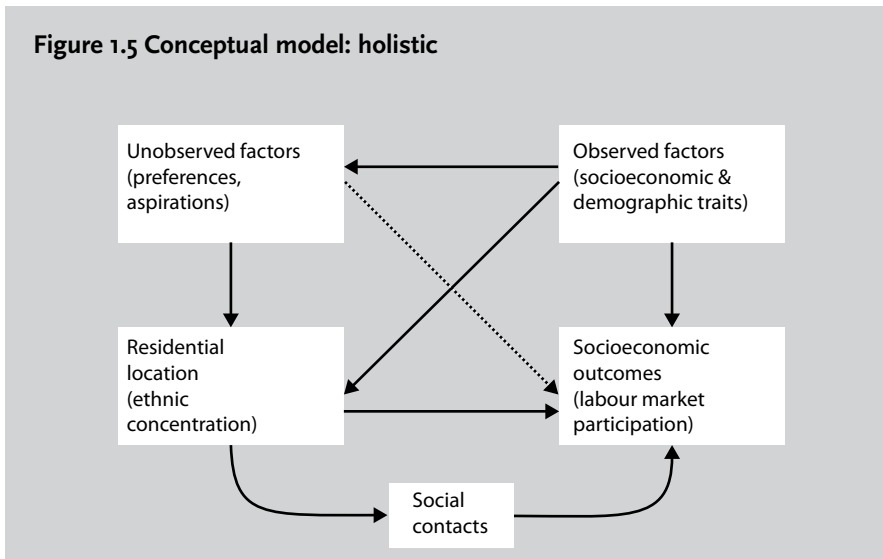 Figure 1.5 Conceptual model: holistic
Unobserved factors
(preferences,
aspirations)
Observed factors
(socioeconomic &
demographic traits)
Residential
location
(ethnic
concentration)
Socioeconomic
outcomes
(labour market
participation)
Social
contacts